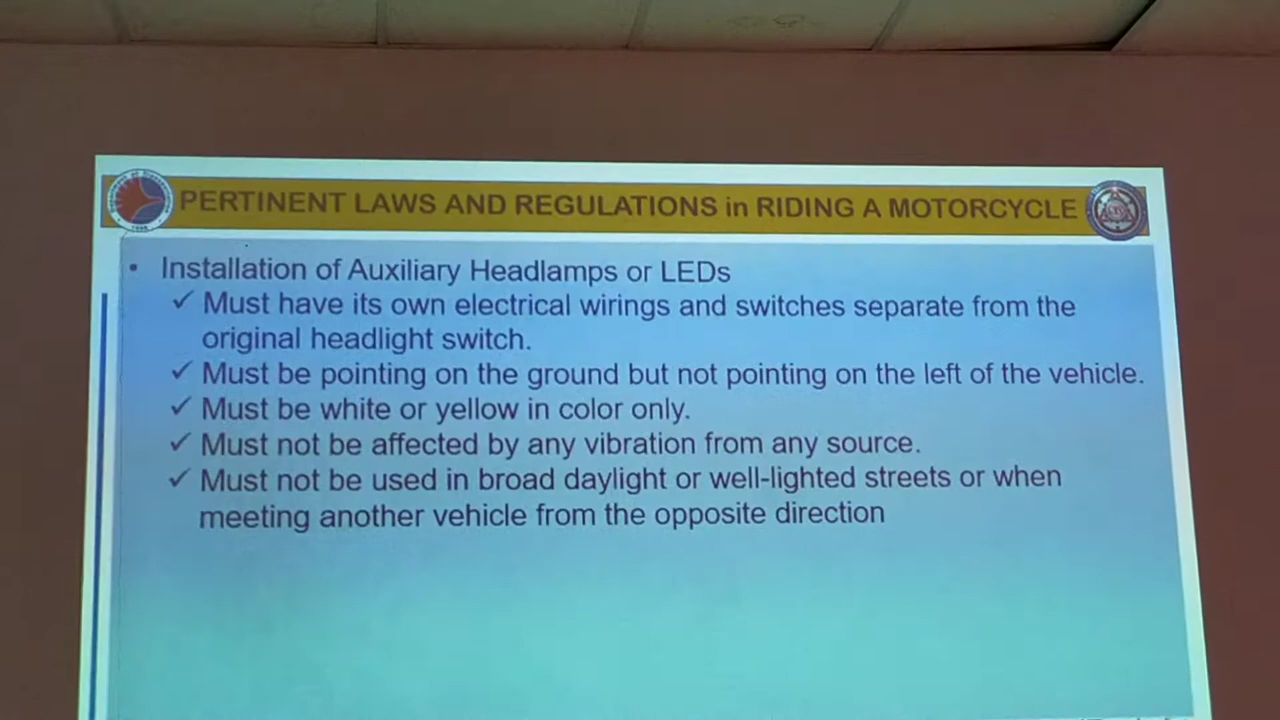 PERTINENT LAWS AND REGULATIONS in RIDING A MOTORCYCLE
• Installation of Auxiliary Headlamps or LEDs
✓ Must have its own electrical wirings and switches separate from the
original headlight switch.
✓ Must be pointing on the ground but not pointing on the left of the vehicle.
✓ Must be white or yellow in color only.
✓ Must not be affected by any vibration from any source.
✓ Must not be used in broad daylight or well-lighted streets or when
meeting another vehicle from the opposite direction